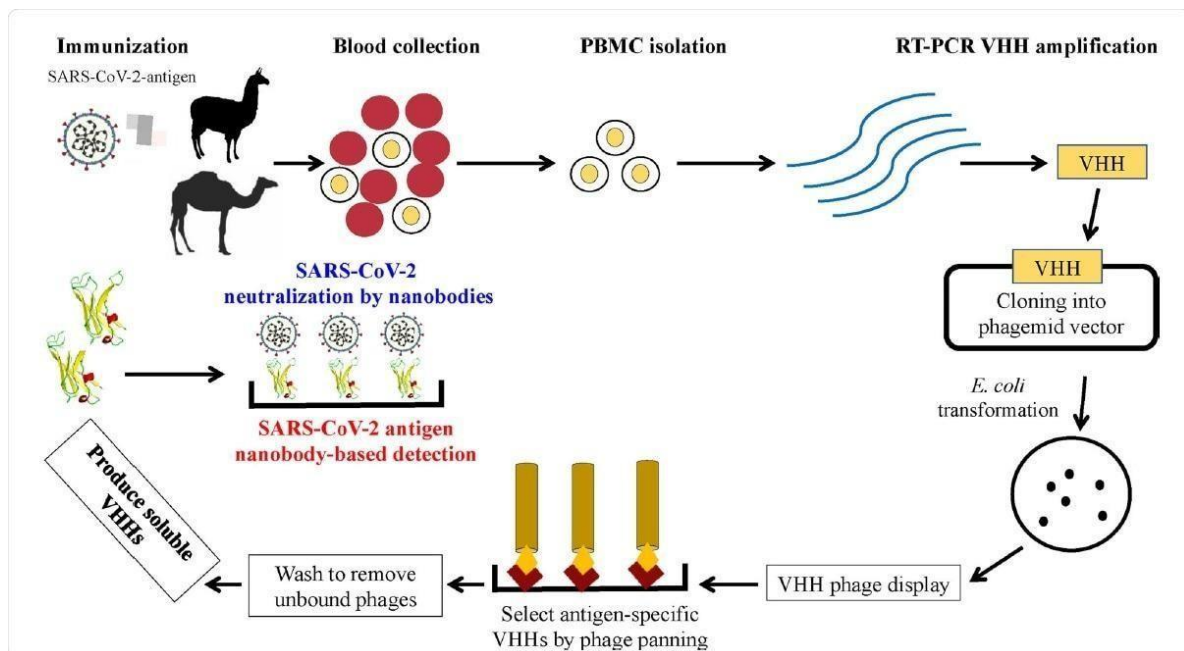 Immunization
SARS-CoV-2-antigen
Blood collection
PBMC isolation
RT-PCR VHH amplification
VHH
VHH
Cloning into
phagemid vector
E. coli
transformation
VHH phage display
Select antigen-specific
VHHs by phage panning
Wash to remove
unbound phages
Produce soluble
VHHs
SARS-CoV-2
neutralization by nanobodies
SARS-CoV-2 antigen
nanobody-based detection